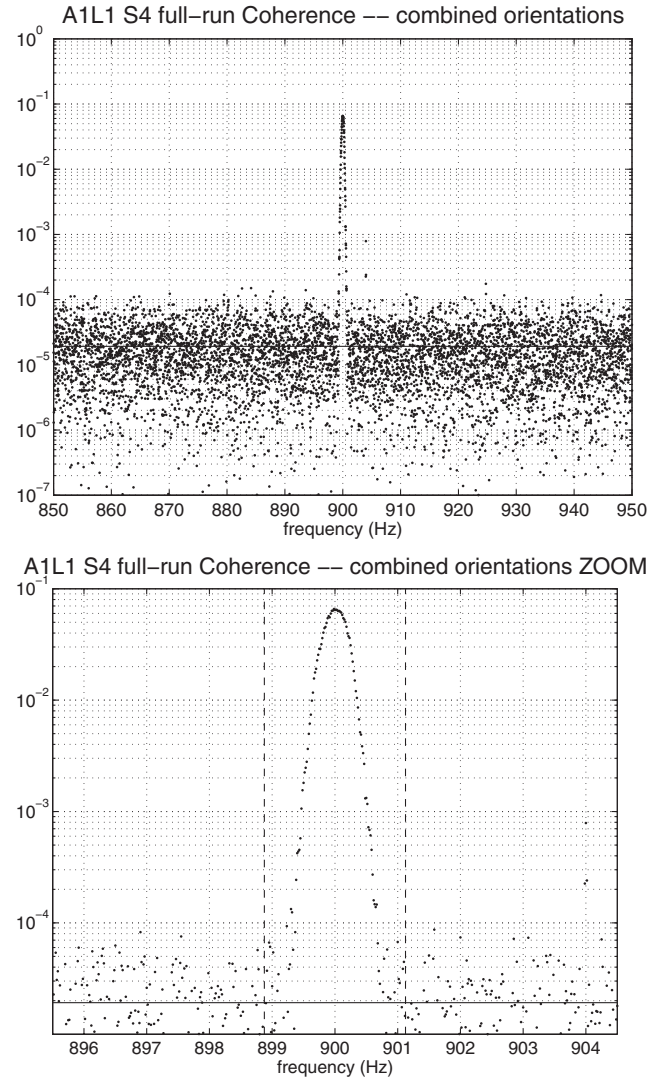 A1L1 S4 full−run Coherence −− combined orientations
10^0
10^-1
10^-2
10^-3
10^-4
10^-5
10^-6
10^-7
850 860 870 880 890 900 910 920 930 940 950
frequency (Hz)
A1L1 S4 full−run Coherence −− combined orientations ZOOM
10^-1
10^-2
10^-3
10^-4
896 897 898 899 900 901 902 903 904
frequency (Hz)